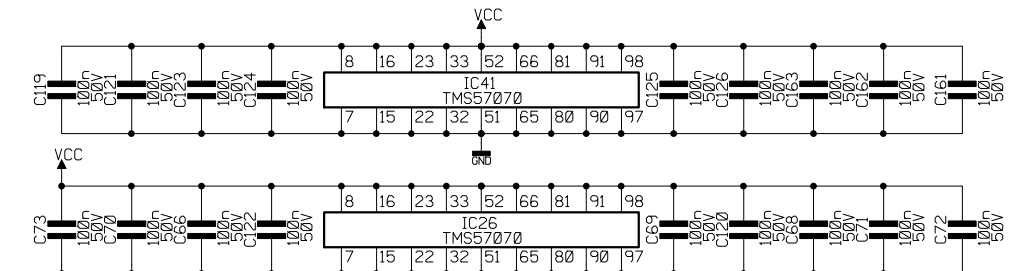 VCC
8 16 23 33 52 66 81 91 98
C119 100n 50V C121 100n 50V C123 100n 50V C124 100n 50V IC41 C125 100n 50V C126 100n 50V C163 100n 50V C162 100n 50V C161 100n 50V
TMS57070
7 15 22 32 51 65 80 90 97
GND
VCC
8 16 23 33 52 66 81 91 98
C73 100n 50V C70 100n 50V C66 100n 50V C122 100n 50V IC26 C69 100n 50V C120 100n 50V C68 100n 50V C71 100n 50V C72 100n 50V
TMS57070
7 15 22 32 51 65 80 90 97